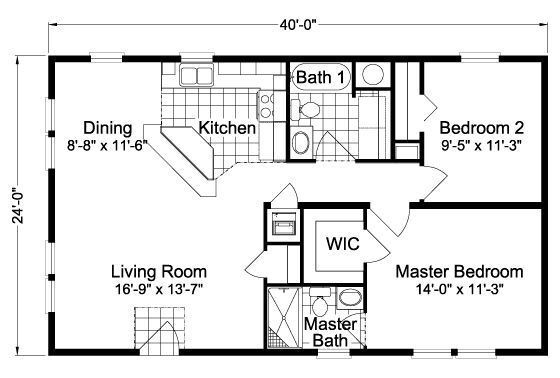 40'-0"
24'-0"
Dining
8'-8" x 11'-6"
Kitchen
Bath 1
Bedroom 2
9'-5" x 11'-3"
Living Room
16'-9" x 13'-7"
WIC
Master Bedroom
14'-0" x 11'-3"
Master
Bath